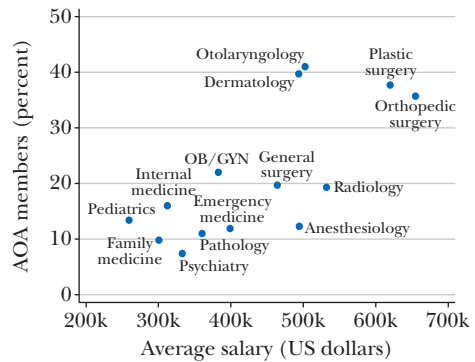 50
40
30
20
10
0
AOA members (percent)
Otolaryngology
Dermatology
Plastic
surgery
Orthopedic
surgery
OB/GYN
General
surgery
Internal
medicine
Radiology
Pediatrics
Emergency
medicine
Anesthesiology
Family
medicine
Pathology
Psychiatry
200k 300k 400k 500k 600k 700k
Average salary (US dollars)